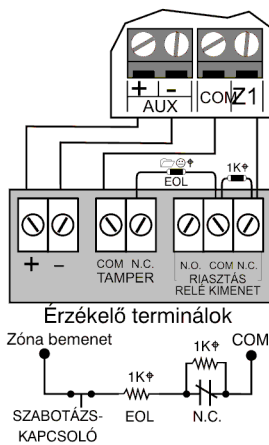 + - COM Z1
AUX
EOL
1K
+ - COM N.C. N.O. COM N.C.
TAMPER RIASZTÁS
RELÉ KIMENET
Érzékelő terminálok
Zóna bemenet COM
1K
1K
SZABOTÁZS-
KAPCSOLÓ
EOL
N.C.